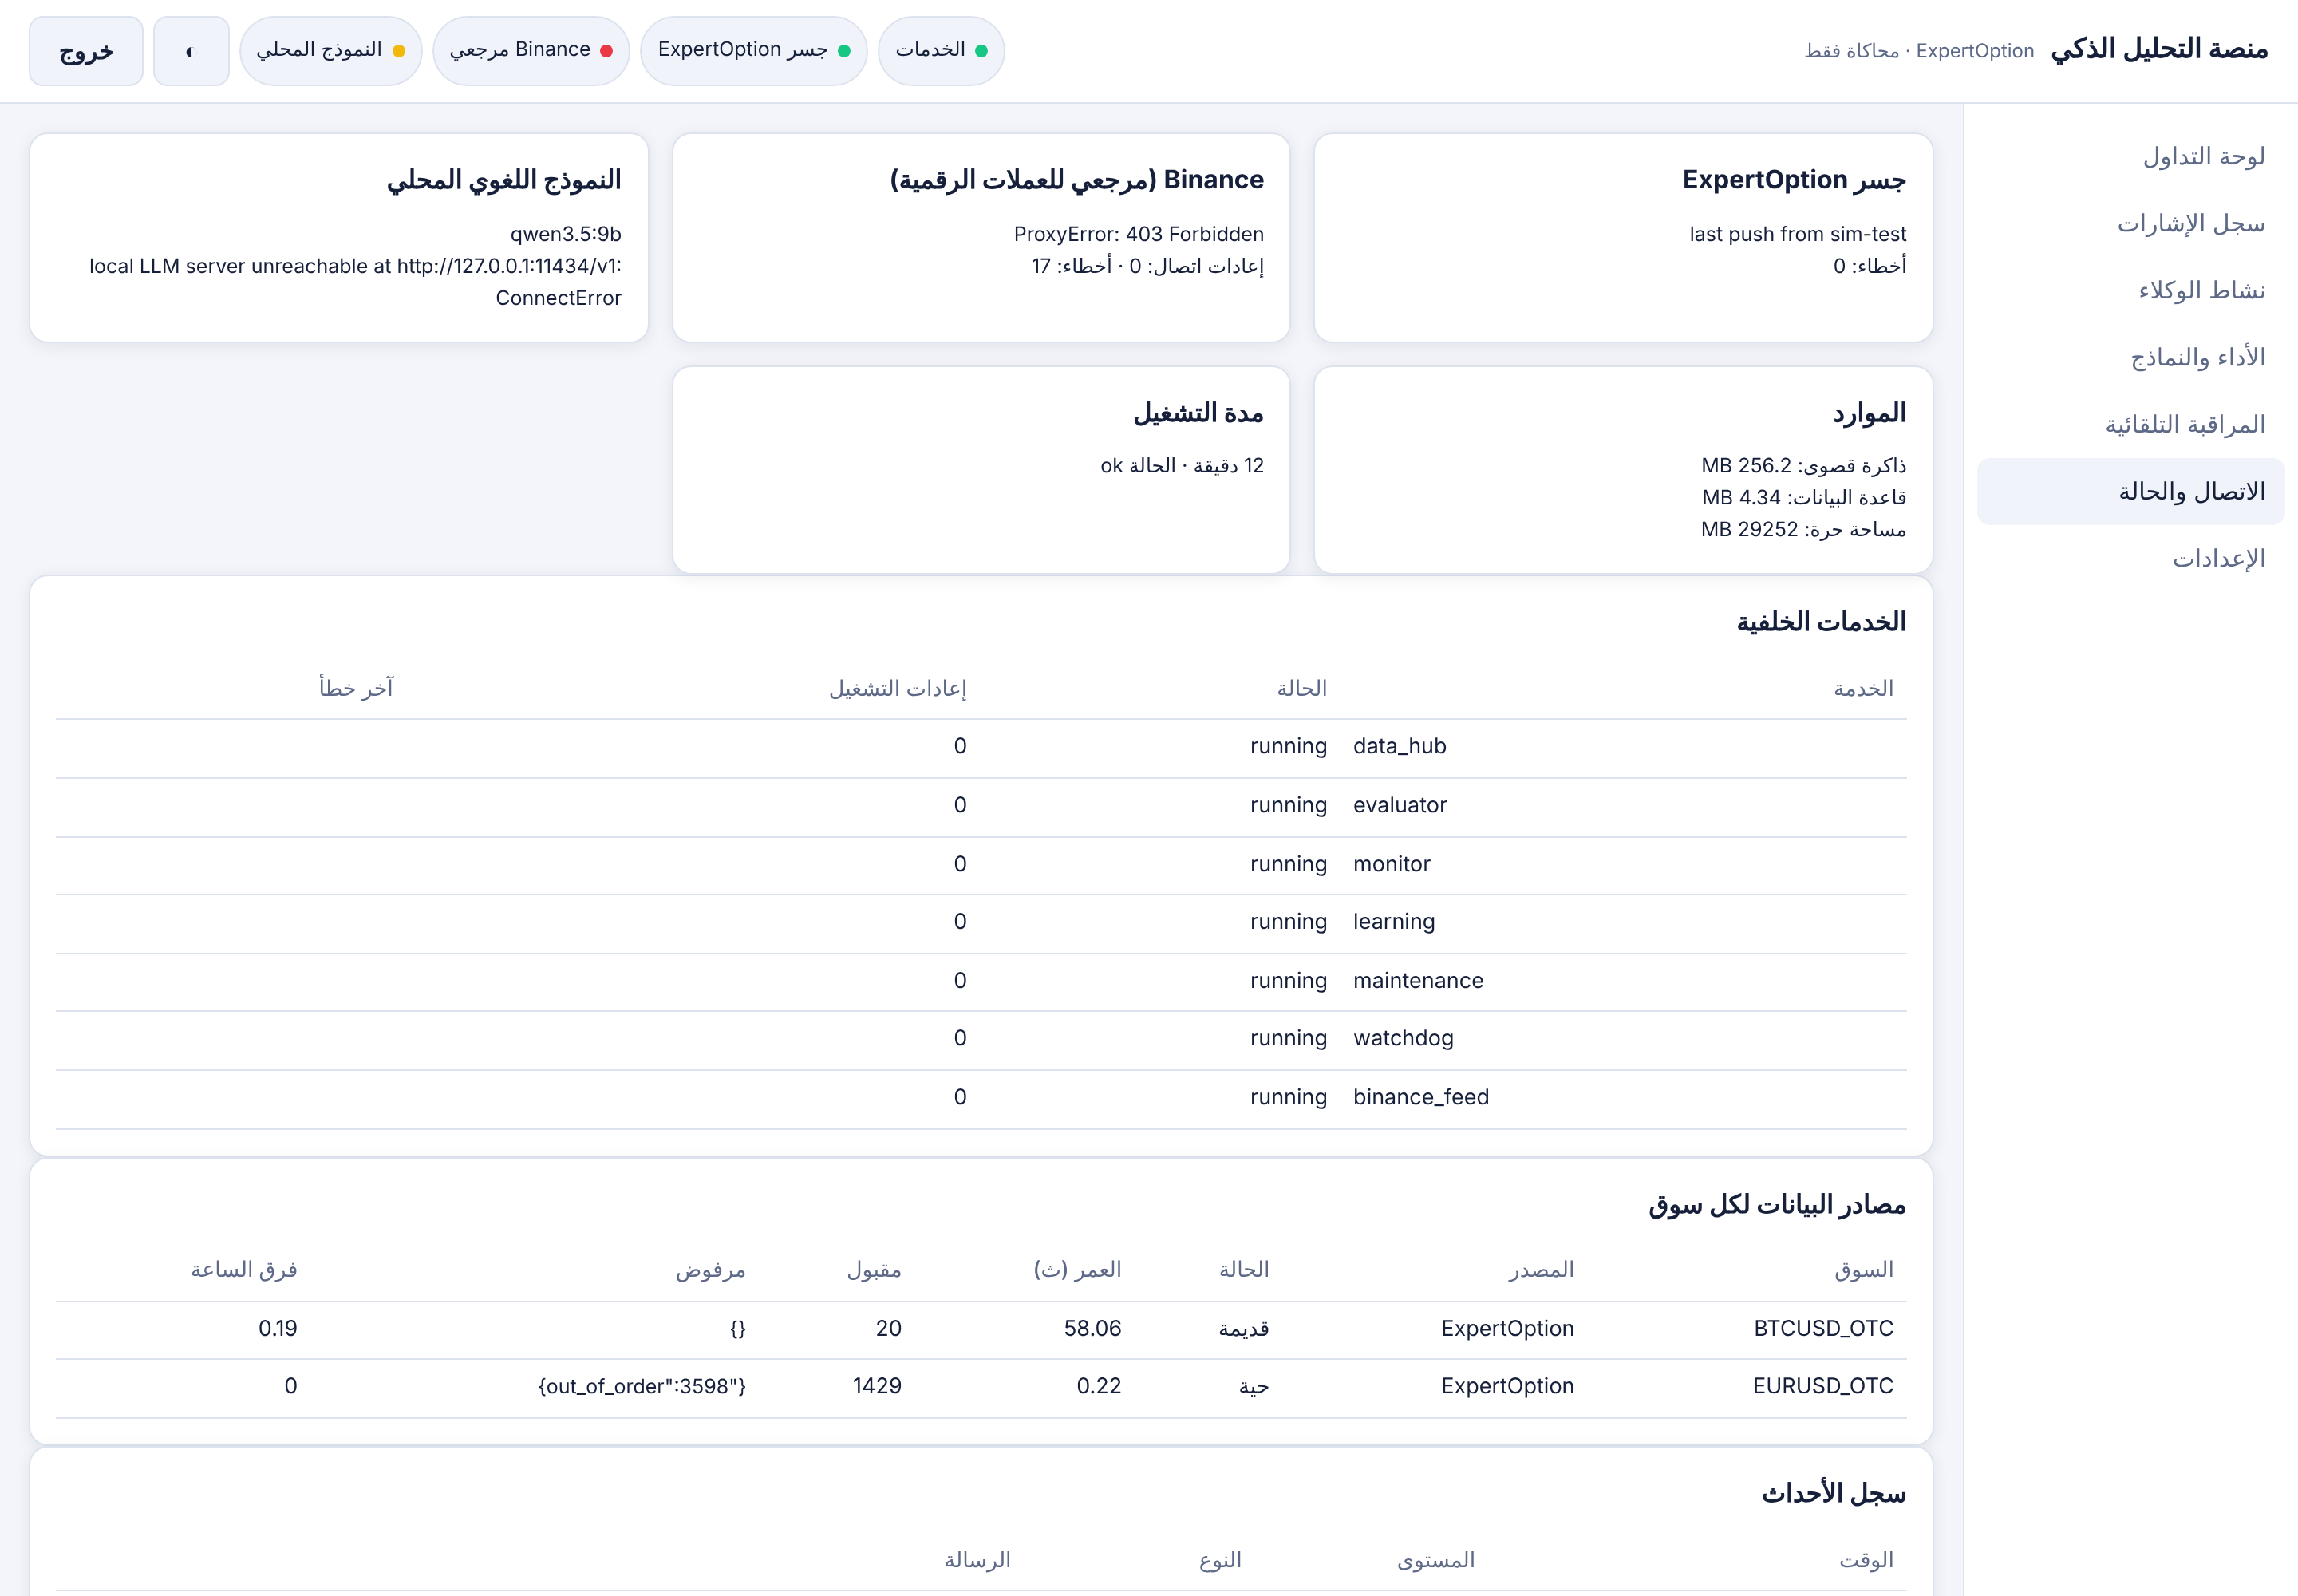 منصة التحليل الذكي
ExpertOption · محاكاة فقط
الخدمات
جسر ExpertOption
Binance مرجعي
النموذج المحلي
خروج
لوحة التداول
سجل الإشارات
نشاط الوكلاء
الأداء والنماذج
المراقبة التلقائية
الاتصال والحالة
الإعدادات
جسر ExpertOption
last push from sim-test
أخطاء: 0
Binance (مرجعي للعملات الرقمية)
ProxyError: 403 Forbidden
إعادات اتصال: 0 · أخطاء: 17
النموذج اللغوي المحلي
qwen3.5:9b
local LLM server unreachable at http://127.0.0.1:11434/v1:
ConnectError
الموارد
ذاكرة قصوى: 256.2 MB
قاعدة البيانات: 4.34 MB
مساحة حرة: 29252 MB
مدة التشغيل
12 دقيقة · الحالة ok
الخدمات الخلفية
الخدمة الحالة إعادات التشغيل آخر خطأ
data_hub running 0
evaluator running 0
monitor running 0
learning running 0
maintenance running 0
watchdog running 0
binance_feed running 0
مصادر البيانات لكل سوق
السوق المصدر الحالة العمر (ث) مقبول مرفوض فرق الساعة
BTCUSD_OTC ExpertOption قديمة 58.06 20 {} 0.19
EURUSD_OTC ExpertOption حية 0.22 1429 {"out_of_order":3598} 0
سجل الأحداث
الوقت المستوى النوع الرسالة